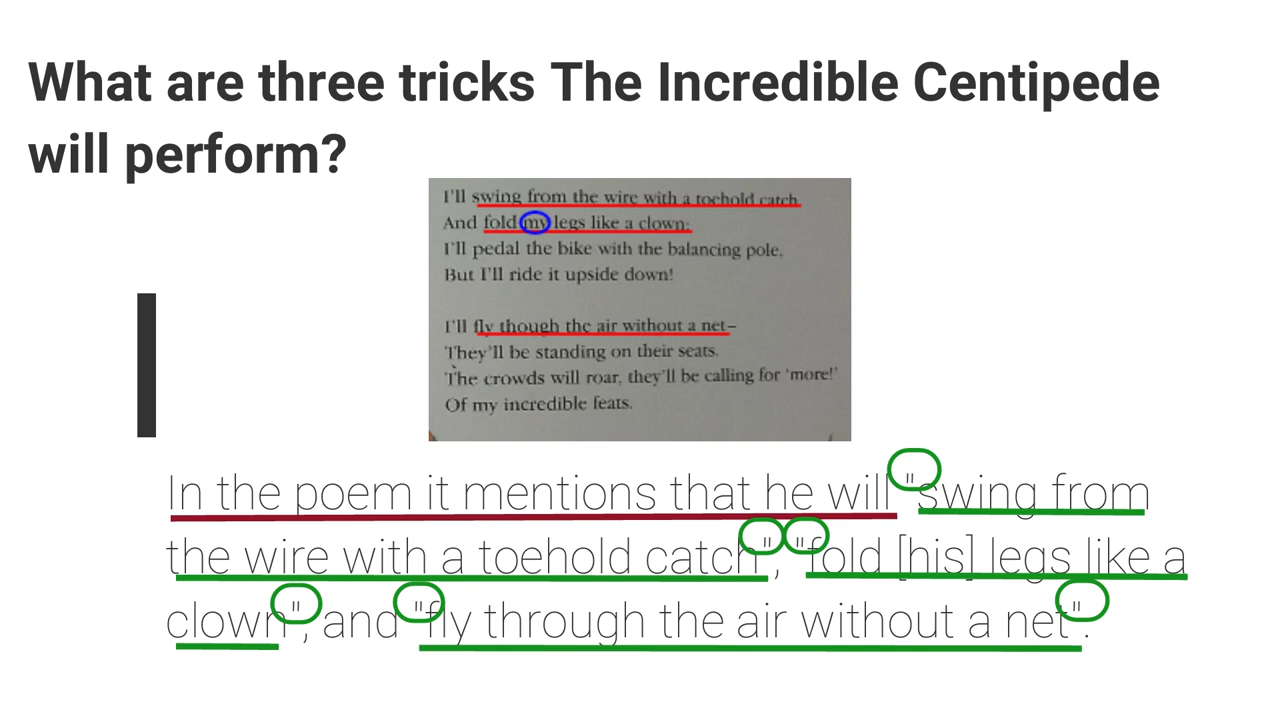 What are three tricks The Incredible Centipede
will perform?
I'll swing from the wire with a toehold catch
And fold my legs like a clown;
I'll pedal the bike with the balancing pole,
But I'll ride it upside down!
I'll fly though the air without a net–
They'll be standing on their seats.
The crowds will roar, they'll be calling for 'more!'
Of my incredible feats.
In the poem it mentions that he will "swing from
the wire with a toehold catch", "fold [his] legs like a
clown", and "fly through the air without a net".